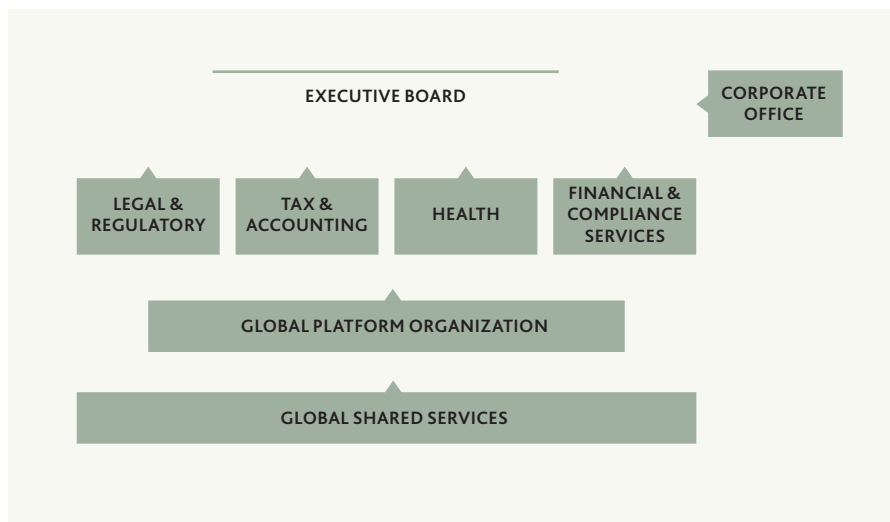 EXECUTIVE BOARD
CORPORATE
OFFICE
LEGAL &
REGULATORY
TAX &
ACCOUNTING
HEALTH
FINANCIAL &
COMPLIANCE
SERVICES
GLOBAL PLATFORM ORGANIZATION
GLOBAL SHARED SERVICES